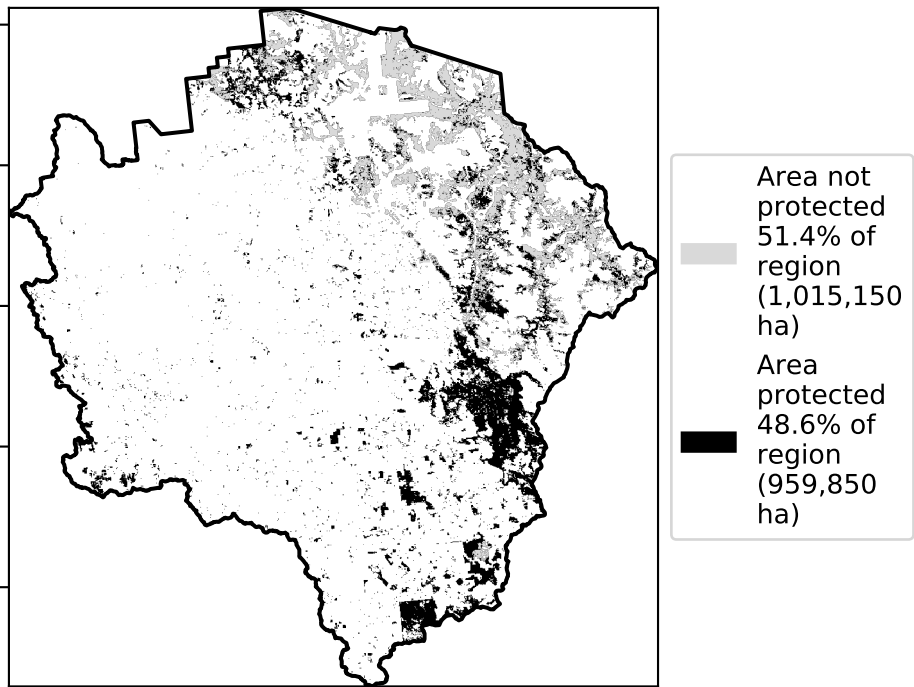 Area not
protected
51.4% of
region
(1,015,150
ha)
Area
protected
48.6% of
region
(959,850
ha)